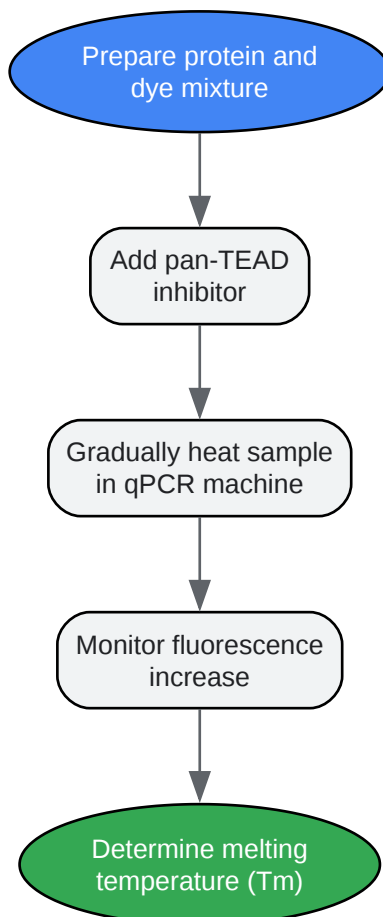 Prepare protein and
dye mixture
Add pan-TEAD
inhibitor
Gradually heat sample
in qPCR machine
Monitor fluorescence
increase
Determine melting
temperature (Tm)